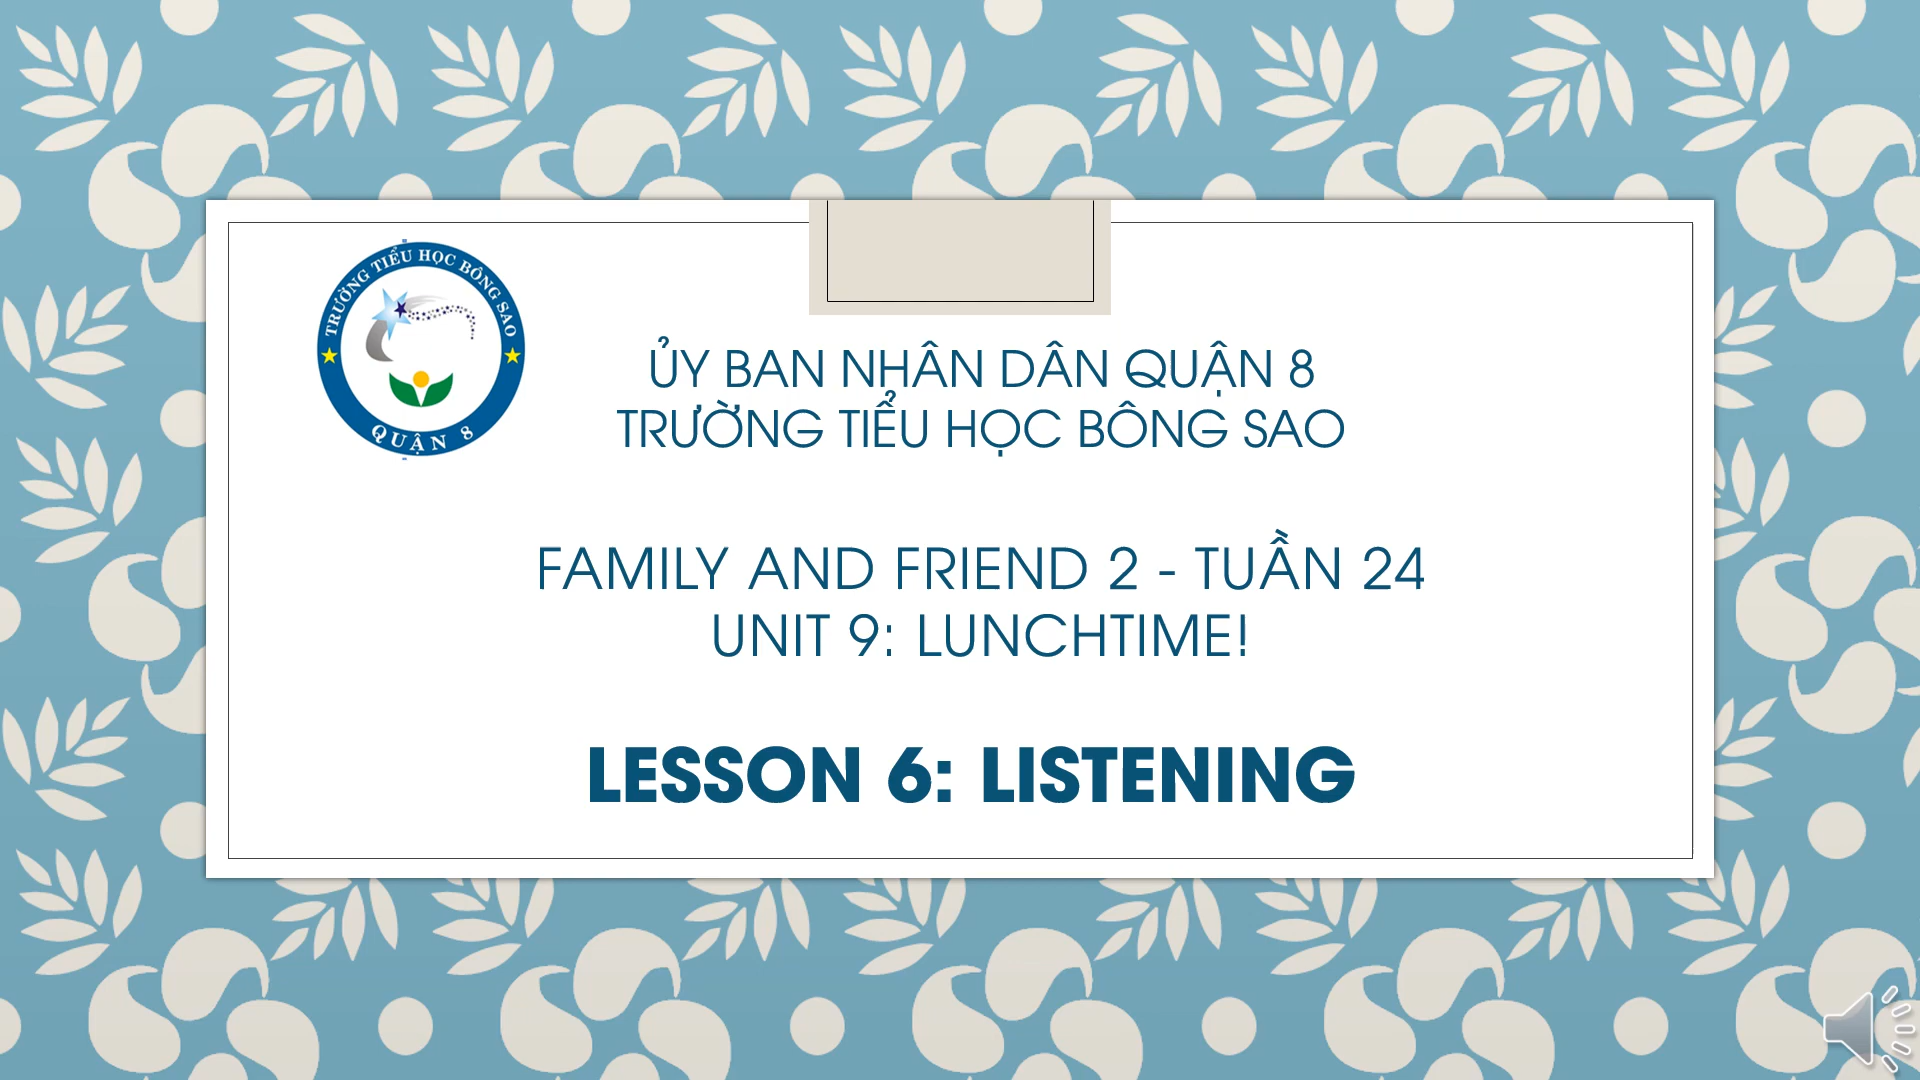 TRƯỜNG TIỂU HỌC BÔNG SAO
QUẬN 8
ỦY BAN NHÂN DÂN QUẬN 8
TRƯỜNG TIỂU HỌC BÔNG SAO
FAMILY AND FRIEND 2 - TUẦN 24
UNIT 9: LUNCHTIME!
LESSON 6: LISTENING